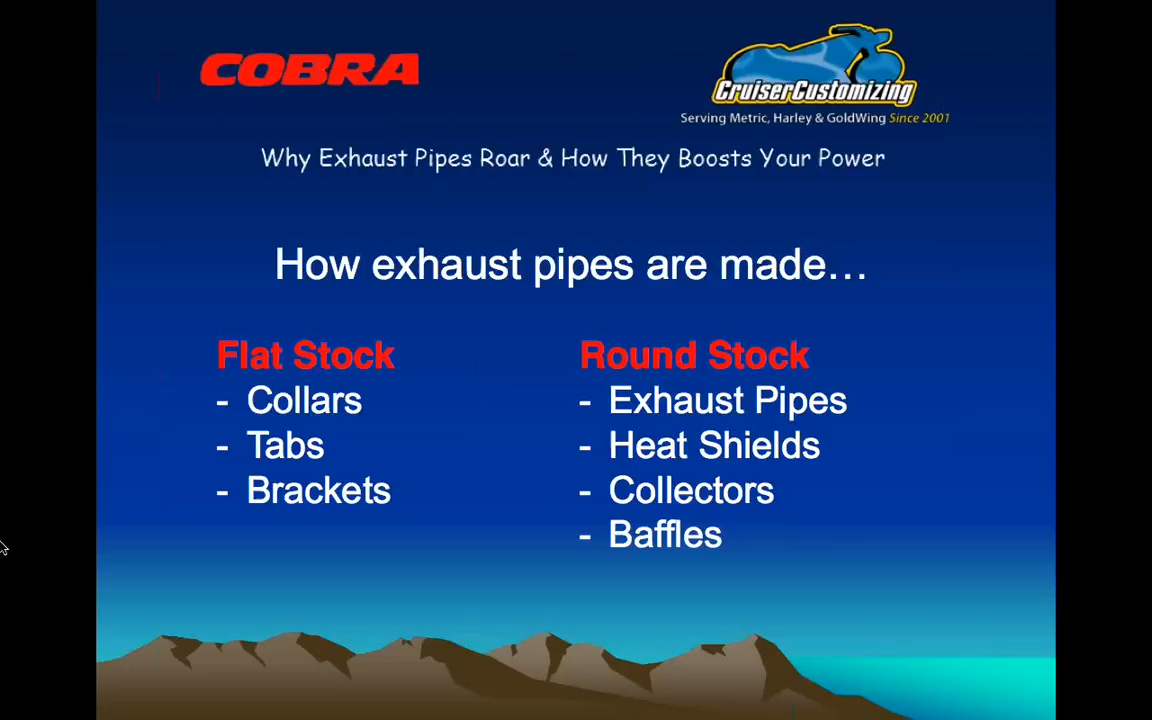 COBRA
CruiserCustomizing
Serving Metric, Harley & GoldWing Since 2001
Why Exhaust Pipes Roar & How They Boosts Your Power
How exhaust pipes are made…
Flat Stock
- Collars
- Tabs
- Brackets
Round Stock
- Exhaust Pipes
- Heat Shields
- Collectors
- Baffles